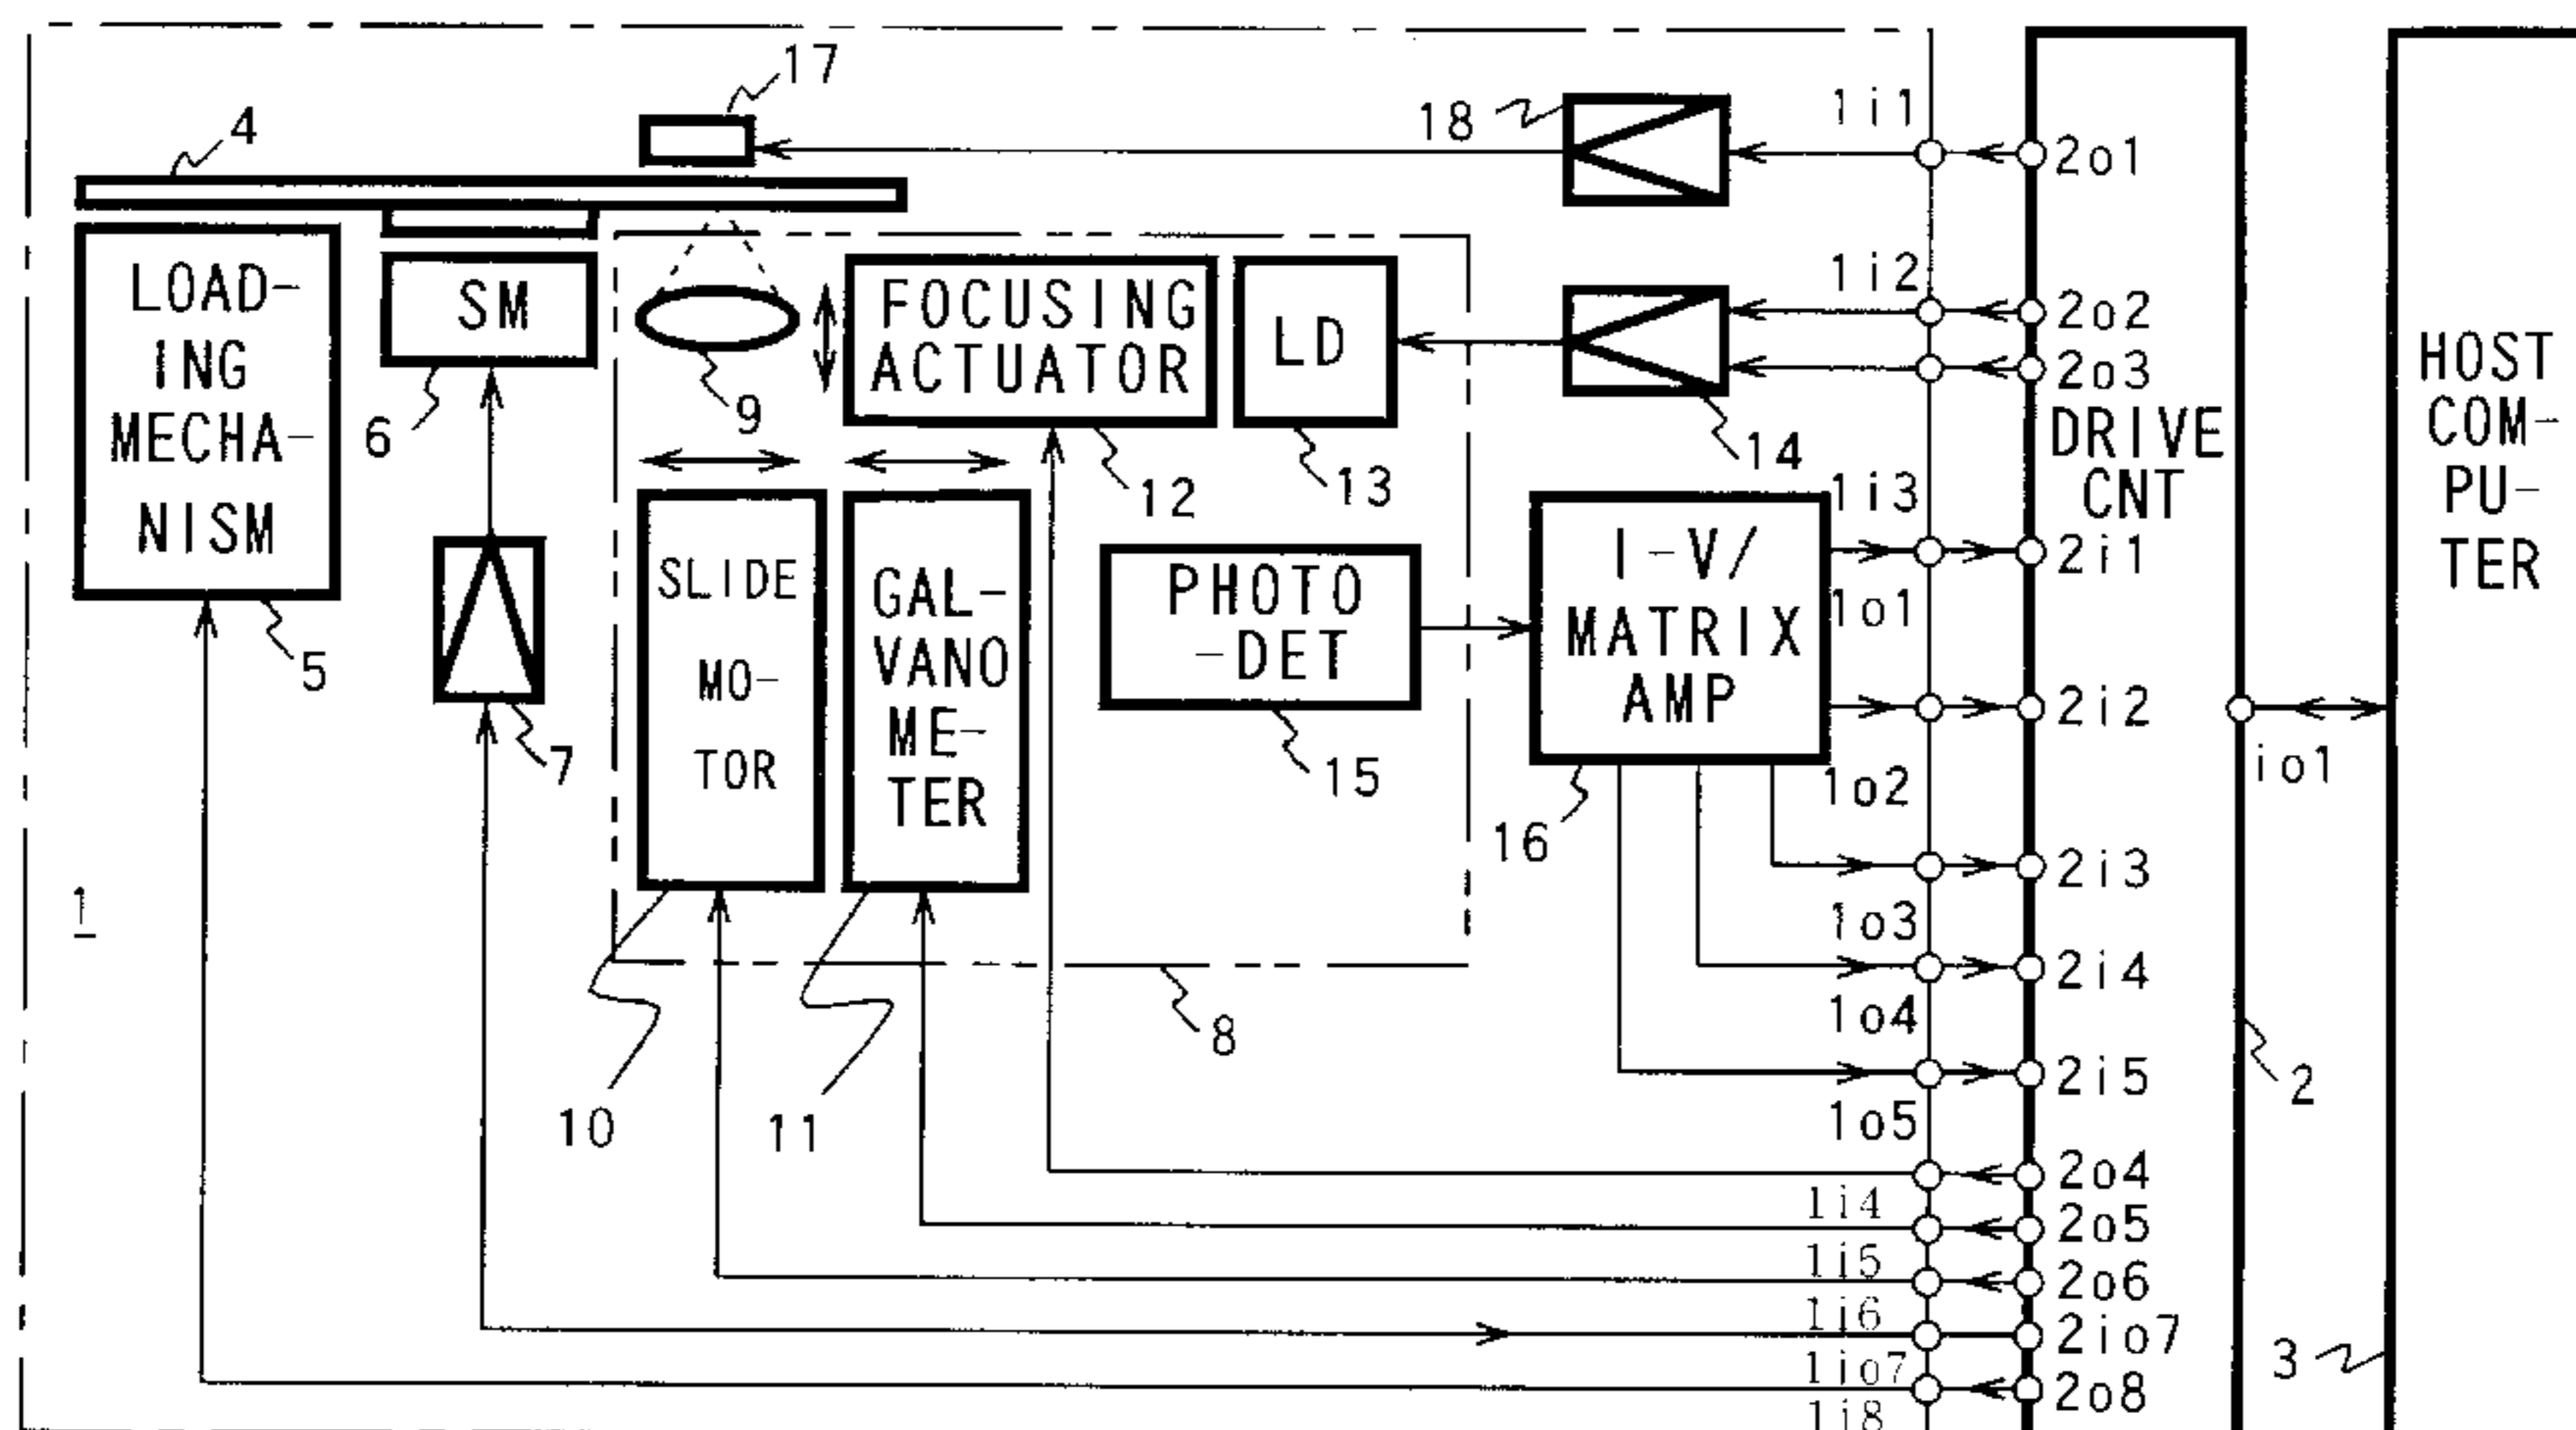 17
4
18
1i1
2o1
LOAD-
ING
MECHA-
NISM
SM
FOCUSING
ACTUATOR
LD
1i2
2o2
2o3
6
9
12
13
14
DRIVE
CNT
HOST
COM-
PU-
TER
5
7
SLIDE
MO-
TOR
GAL-
VANO
ME-
TER
PHOTO
-DET
15
I-V/
MATRIX
AMP
16
1i3
2i1
1o1
2i2
io1
1o2
2i3
1o3
2i4
1o4
2i5
1o5
1
8
10
11
2
2o4
1i4
2o5
1i5
2o6
1i6
2io7
1io7
2o8
1i8
3